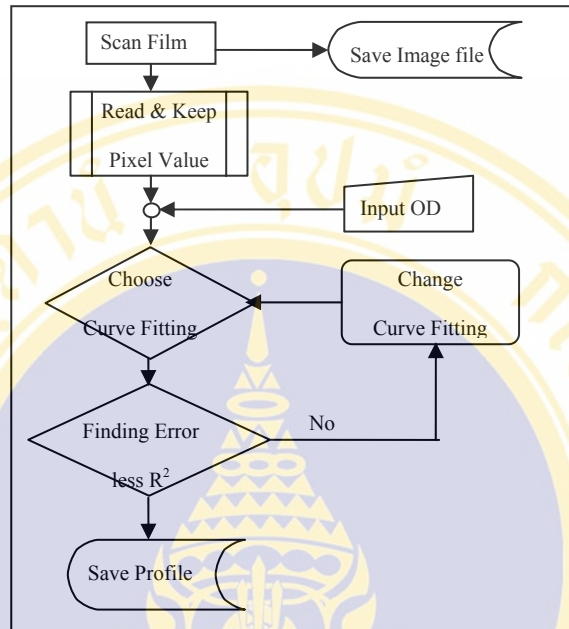 Scan Film
Save Image file
Read & Keep
Pixel Value
Input OD
Choose
Curve Fitting
Change
Curve Fitting
Finding Error
less R²
No
Save Profile